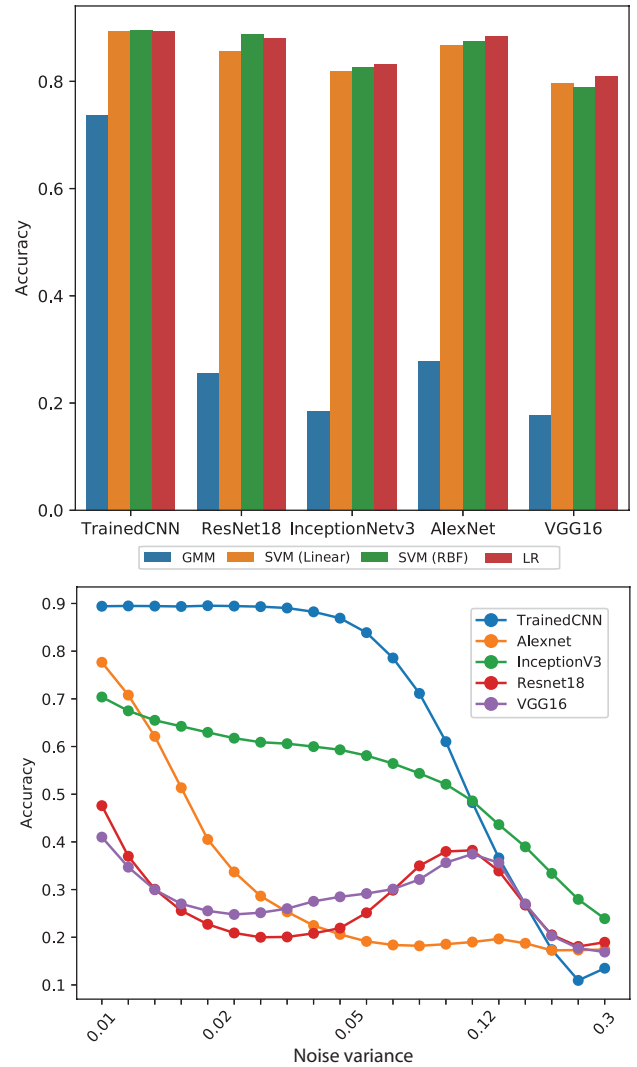 Accuracy
0.8
0.6
0.4
0.2
0.0
TrainedCNN ResNet18 InceptionNetv3 AlexNet VGG16
GMM SVM (Linear) SVM (RBF) LR
Accuracy
0.9
0.8
0.7
0.6
0.5
0.4
0.3
0.2
0.1
TrainedCNN
Alexnet
InceptionV3
Resnet18
VGG16
0.01 0.02 0.05 0.12 0.3
Noise variance